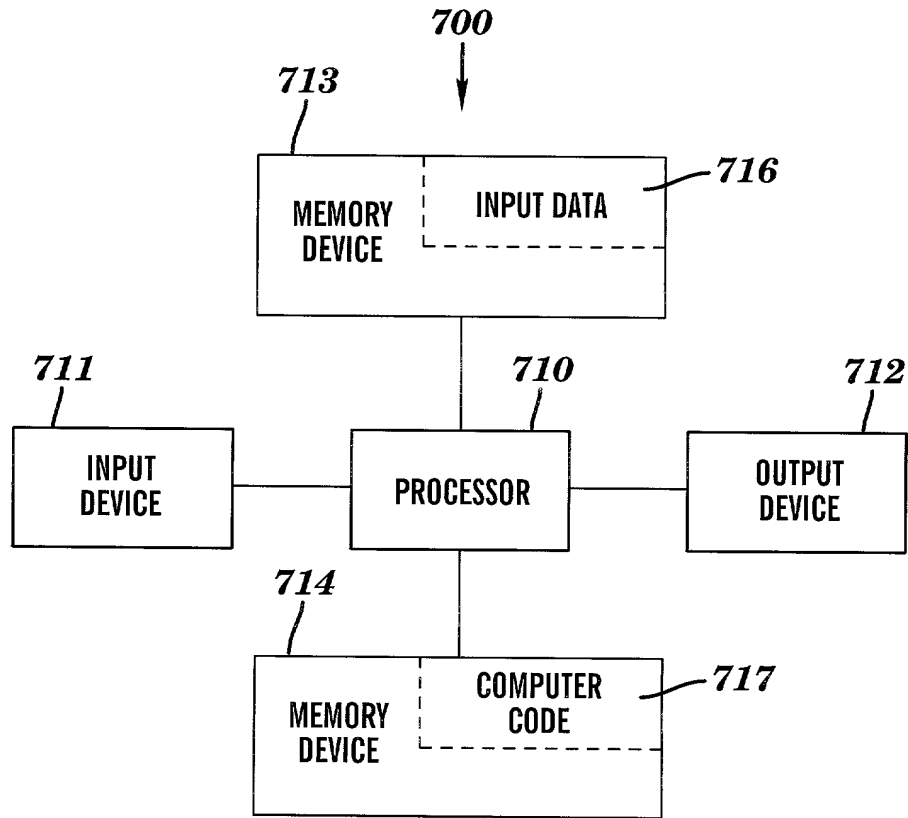 700
713
716
MEMORY
DEVICE
INPUT DATA
711
710
712
INPUT
DEVICE
PROCESSOR
OUTPUT
DEVICE
714
717
MEMORY
DEVICE
COMPUTER
CODE